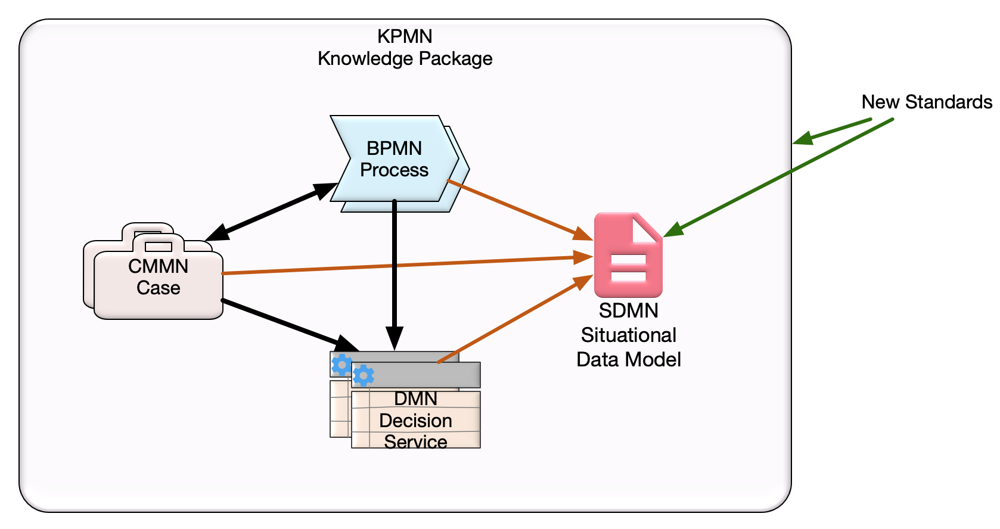 KPMN
Knowledge Package
New Standards
BPMN
Process
CMMN
Case
SDMN
Situational
Data Model
DMN
Decision
Service